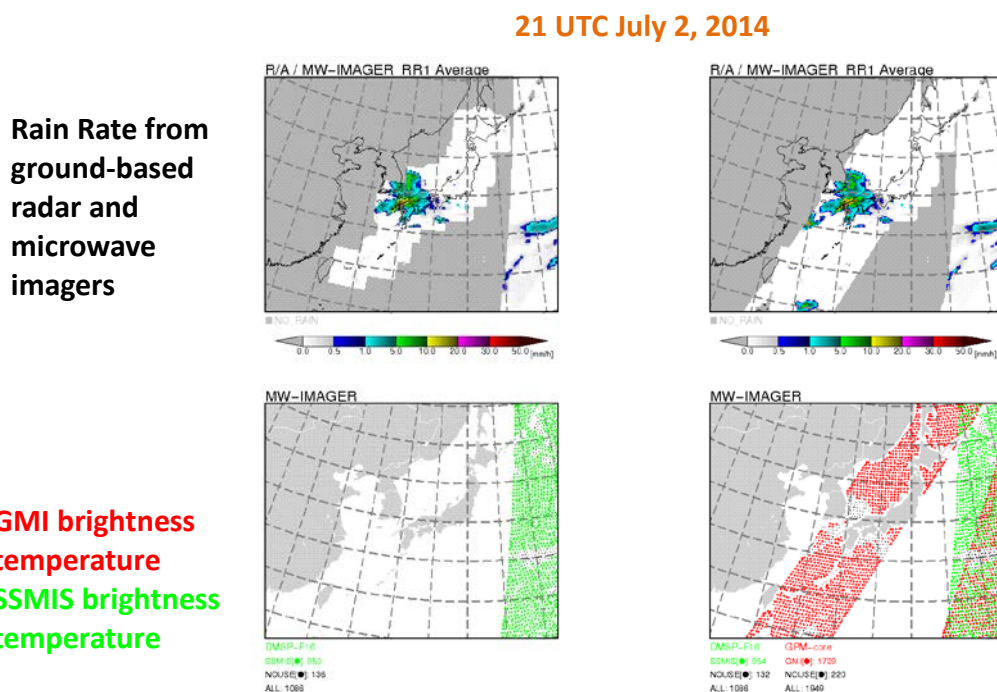 21 UTC July 2, 2014
Rain Rate from
ground-based
radar and
microwave
imagers
R/A / MW-IMAGER RR1 Average
NO_RAIN
0.0 0.5 1.0 5.0 10.0 20.0 30.0 50.0 [mm/h]
R/A / MW-IMAGER RR1 Average
NO_RAIN
0.0 0.5 1.0 5.0 10.0 20.0 30.0 50.0 [mm/h]
GMI brightness
temperature
SSMIS brightness
temperature
MW-IMAGER
DMSP-F16
SSMIS[●]: 950
NOUSE[●]: 136
ALL: 1086
MW-IMAGER
DMSP-F16 GPM-core
SSMIS[●]: 954 GMI[●]: 1720
NOUSE[●]: 132 NOUSE[●]: 220
ALL: 1086 ALL: 1949